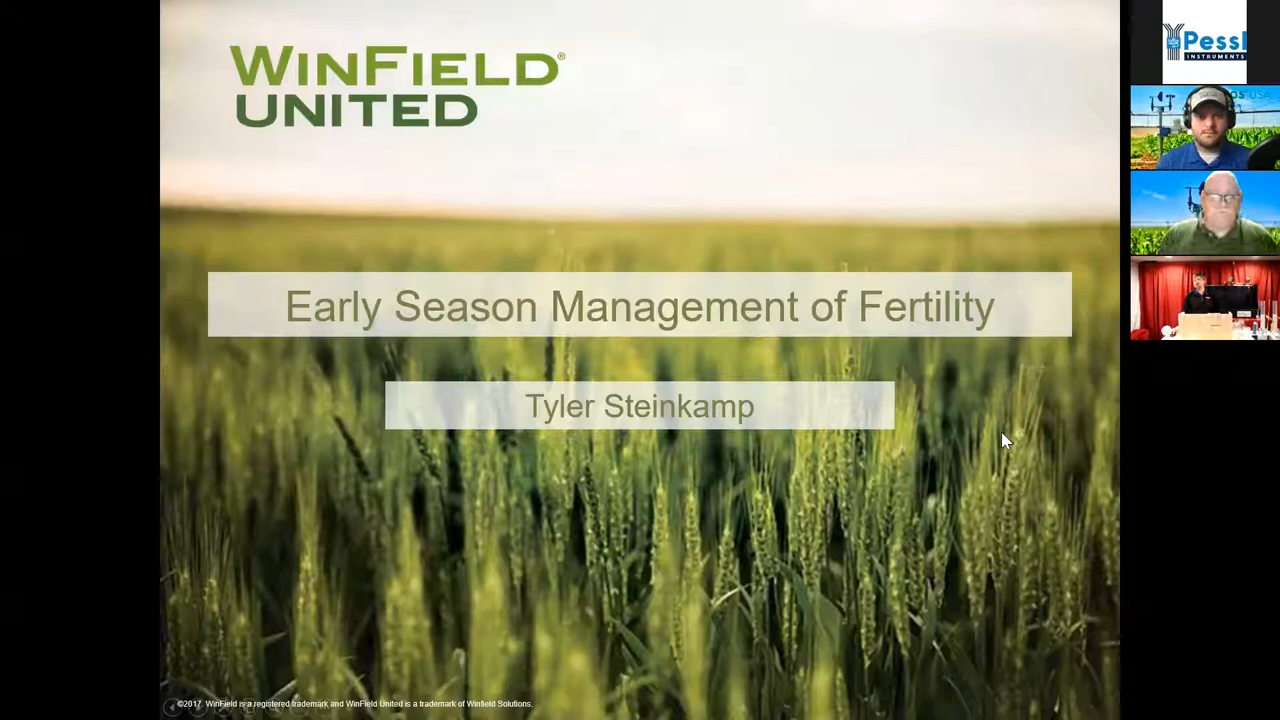 WINFIELD®
UNITED
Early Season Management of Fertility
Tyler Steinkamp
©2017. WinField is a registered trademark and WinField United is a trademark of Winfield Solutions.
Pessl
INSTRUMENTS
USA